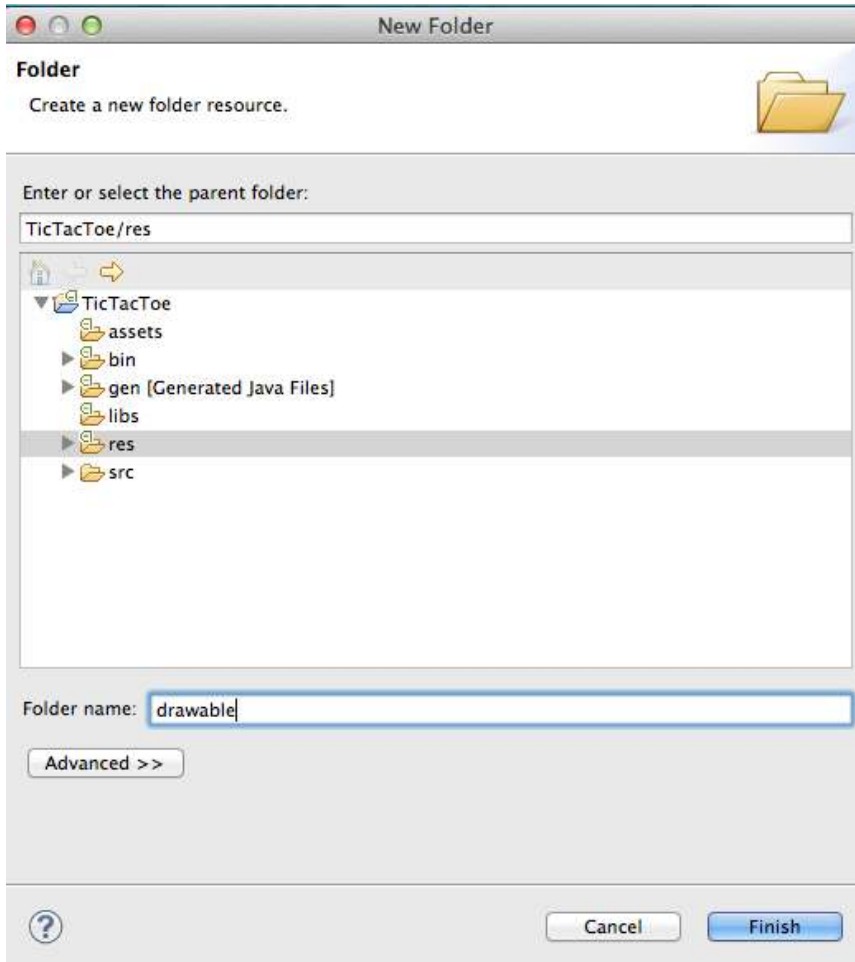 New Folder
Folder
Create a new folder resource.
Enter or select the parent folder:
TicTacToe/res
TicTacToe
assets
bin
gen [Generated Java Files]
libs
res
src
Folder name: drawable
Advanced >>
? Cancel Finish